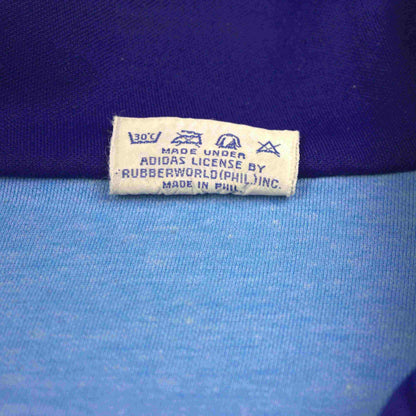 30°C
MADE UNDER
ADIDAS LICENSE BY
RUBBERWORLD(PHIL.)INC.
MADE IN PHIL.